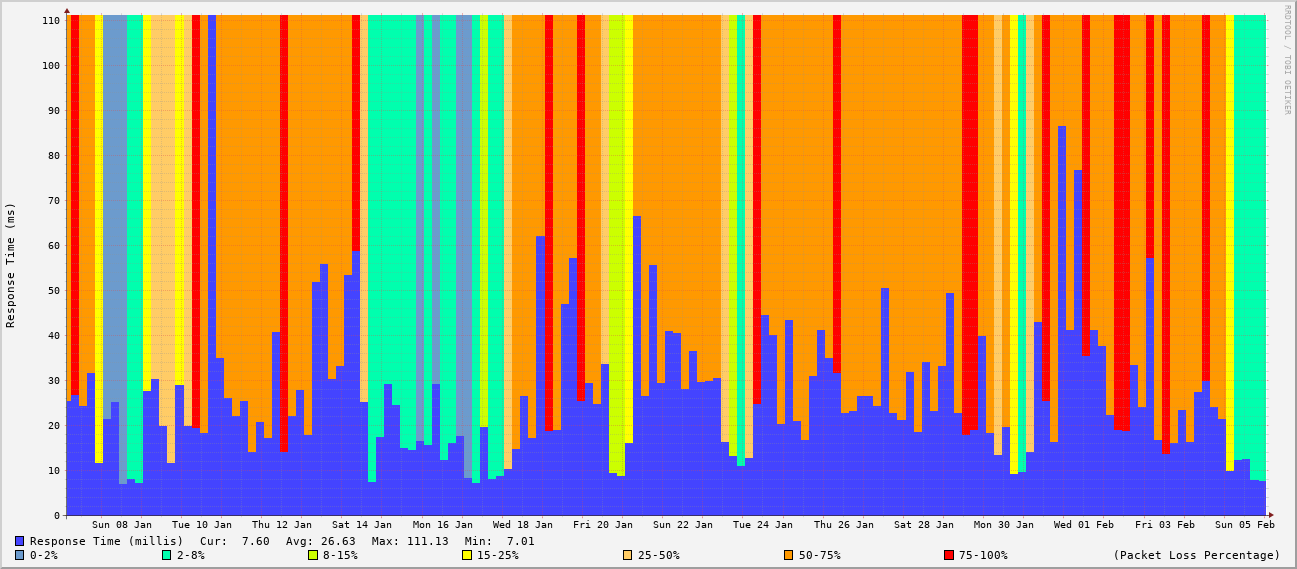 RRDTOOL / TOBI OETIKER
Response Time (ms)
110
100
90
80
70
60
50
40
30
20
10
0
Sun 08 Jan Tue 10 Jan Thu 12 Jan Sat 14 Jan Mon 16 Jan Wed 18 Jan Fri 20 Jan Sun 22 Jan Tue 24 Jan Thu 26 Jan Sat 28 Jan Mon 30 Jan Wed 01 Feb Fri 03 Feb Sun 05 Feb
Response Time (millis) Cur: 7.60 Avg: 26.63 Max: 111.13 Min: 7.01
0-2% 2-8% 8-15% 15-25% 25-50% 50-75% 75-100% (Packet Loss Percentage)